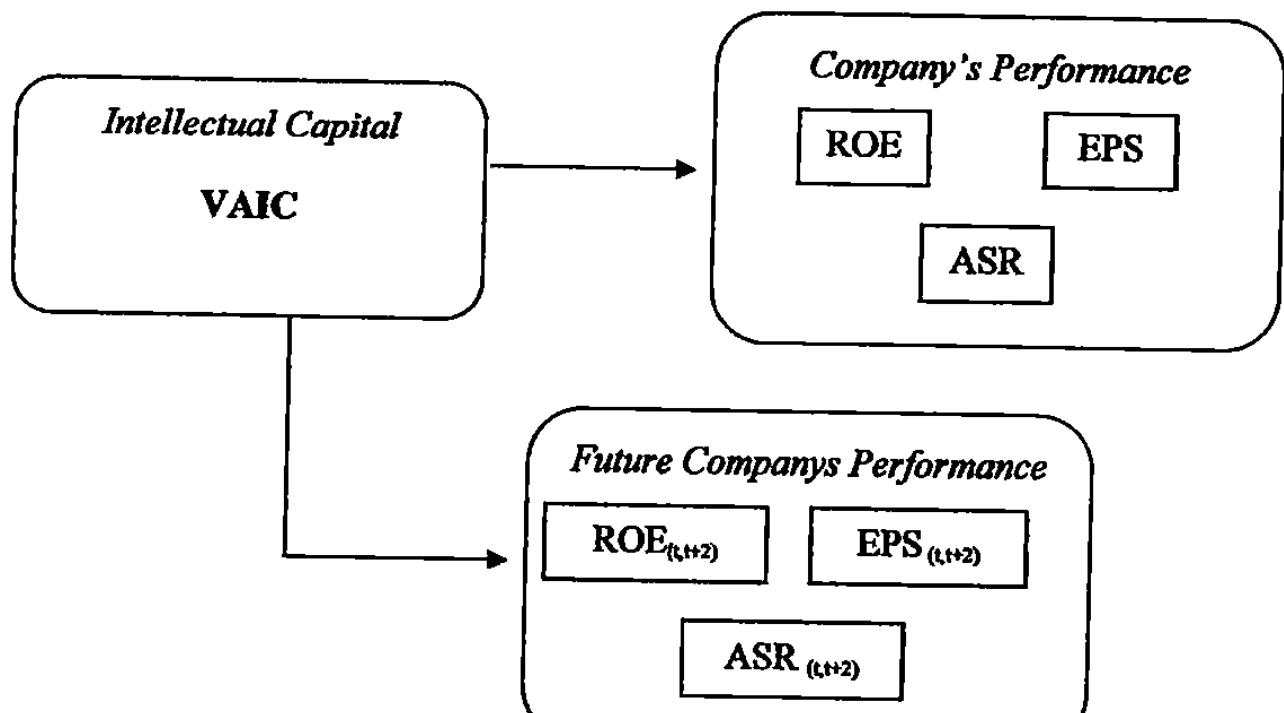 Intellectual Capital
VAIC
Company's Performance
ROE
EPS
ASR
Future Companys Performance
ROE(t,t+2)
EPS (t,t+2)
ASR (t,t+2)